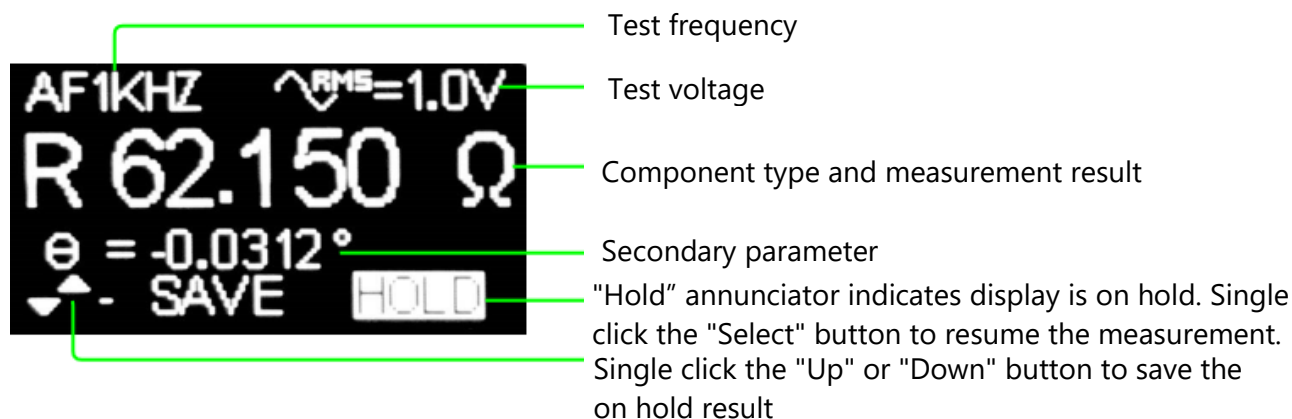 Test frequency
AF1KHZ RMS=1.0V Test voltage
R 62.150 Ω Component type and measurement result
θ = -0.0312° Secondary parameter
- SAVE HOLD "Hold” annunciator indicates display is on hold. Single
click the "Select" button to resume the measurement.
Single click the "Up" or "Down" button to save the
on hold result